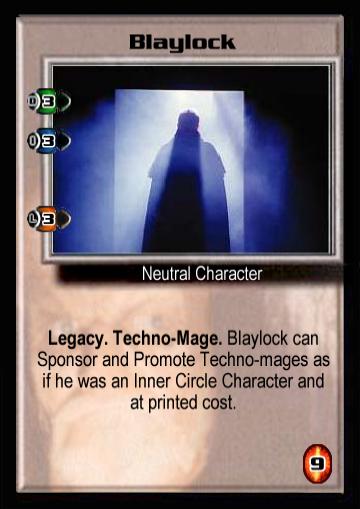 Blaylock
D 3
I 3
L 3
Neutral Character
Legacy. Techno-Mage. Blaylock can
Sponsor and Promote Techno-mages as
if he was an Inner Circle Character and
at printed cost.
9